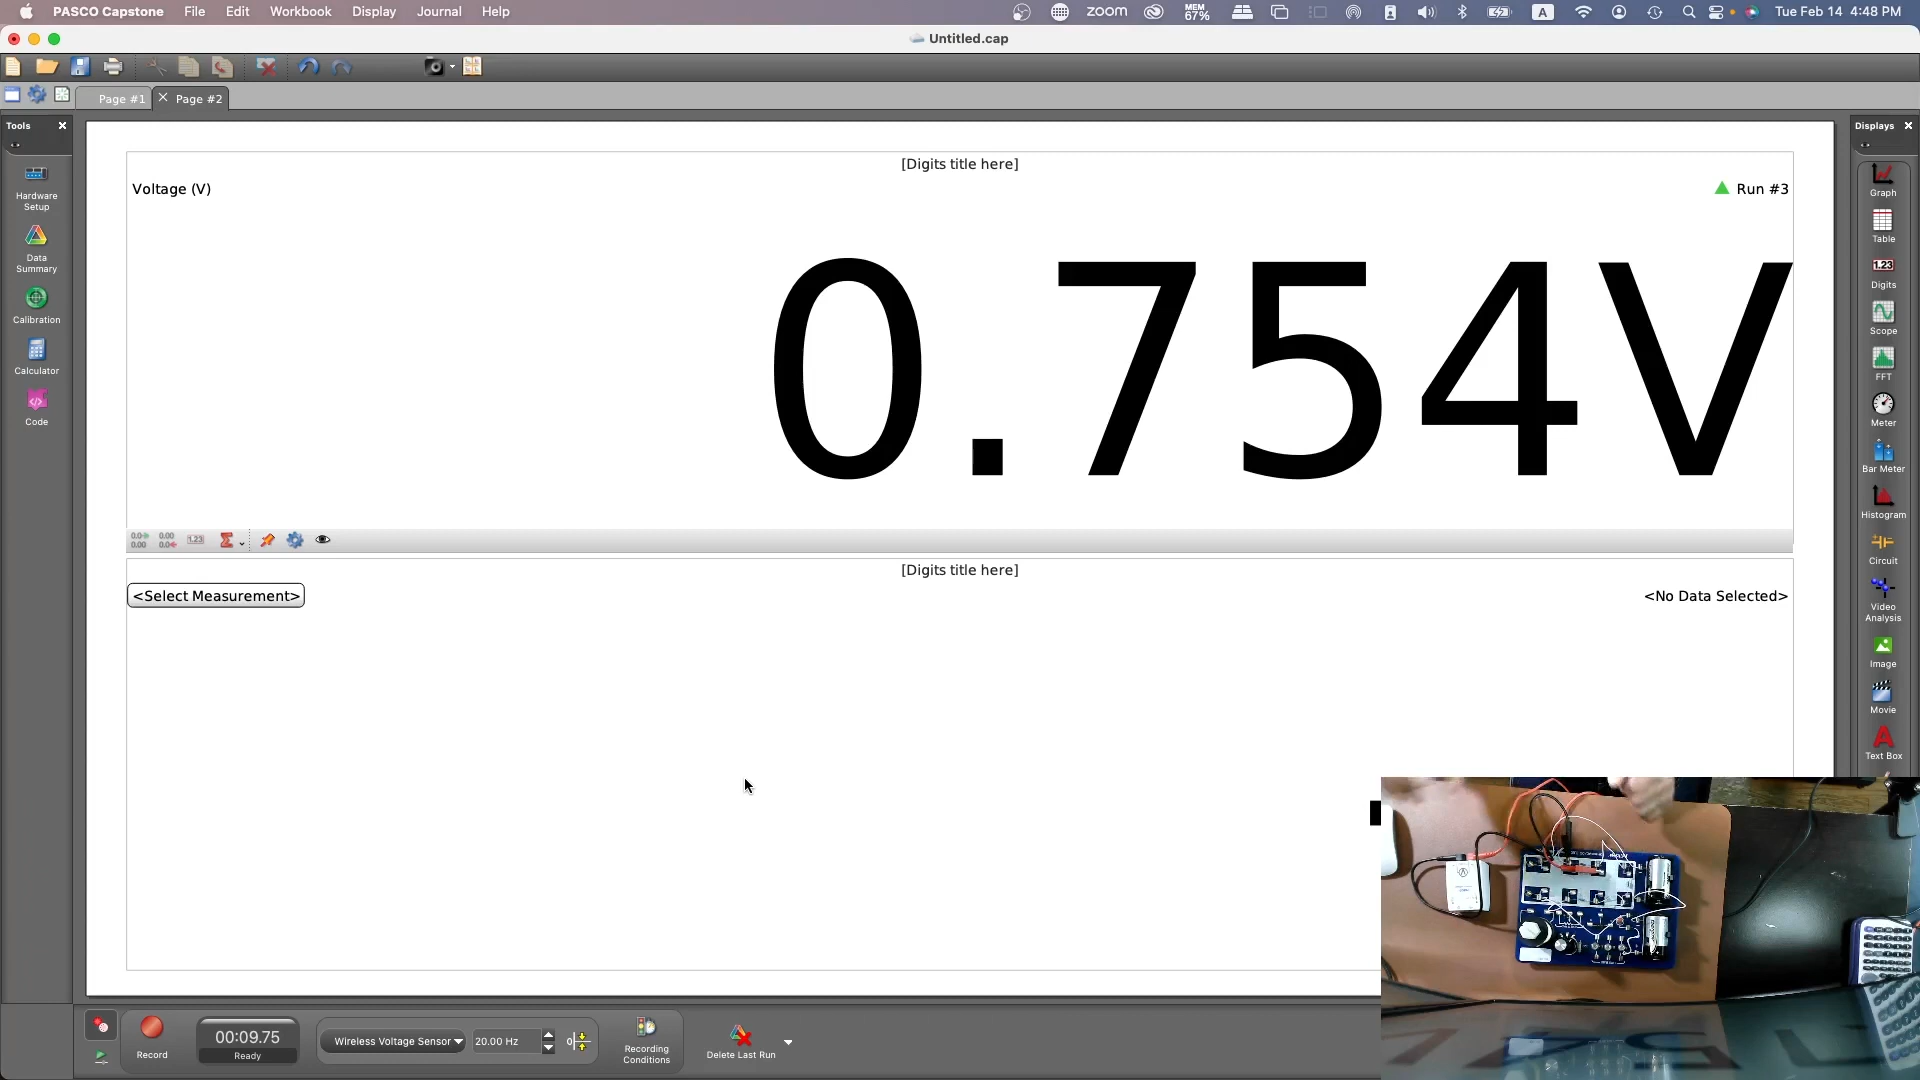 PASCO Capstone File Edit Workbook Display Journal Help zoom MEM 67% A Tue Feb 14 4:48 PM
Untitled.cap
Page #1 Page #2
Tools
Hardware
Setup
Data
Summary
Calibration
Calculator
Code
[Digits title here]
Voltage (V) Run #3
0.754V
[Digits title here]
<Select Measurement> <No Data Selected>
Displays
Graph
Table
1.23
Digits
Scope
FFT
Meter
Bar Meter
Histogram
Circuit
Video
Analysis
Image
Movie
Text Box
Record
00:09.75
Ready
Wireless Voltage Sensor 20.00 Hz
Recording
Conditions
Delete Last Run